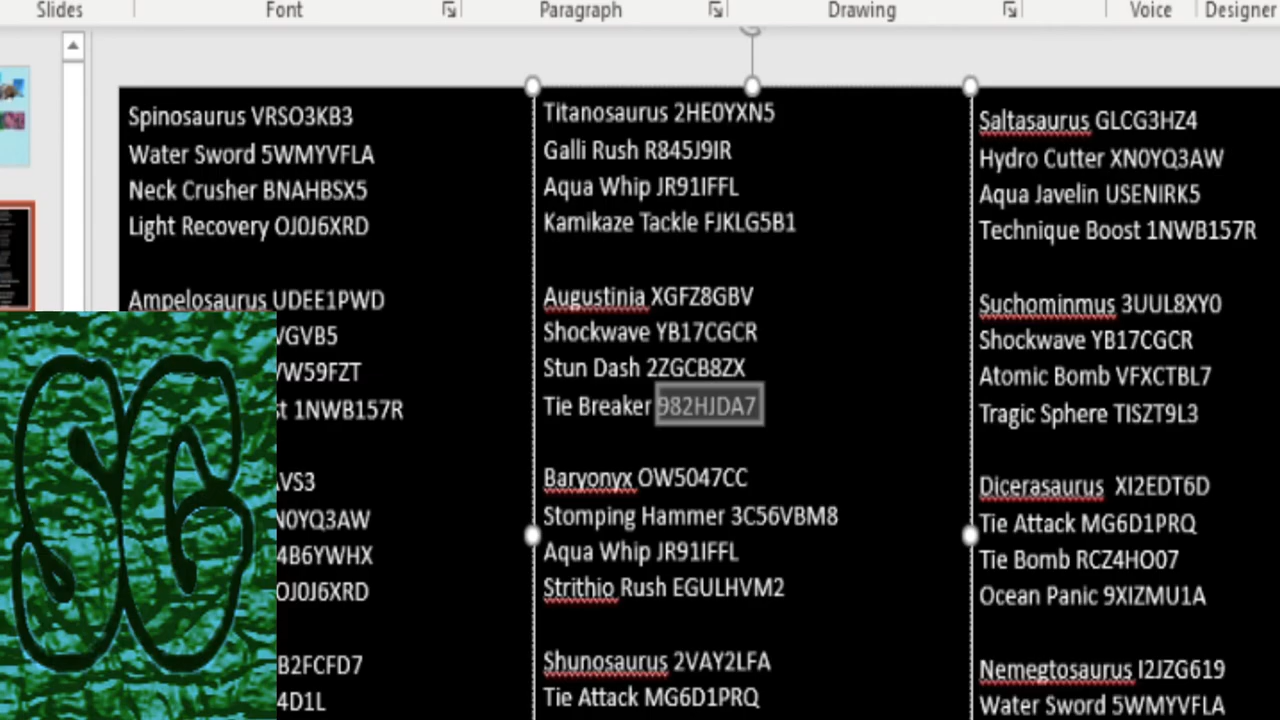 Slides Font Paragraph Drawing Voice Designer
Spinosaurus VRSO3KB3
Water Sword 5WMYVFLA
Neck Crusher BNAHBSX5
Light Recovery OJ0J6XRD
Ampelosaurus UDEE1PWD
VGVB5
VW59FZT
st 1NWB157R
AVS3
N0YQ3AW
4B6YWHX
OJ0J6XRD
B2FCFD7
4D1L
SG
Titanosaurus 2HE0YXN5
Galli Rush R845J9IR
Aqua Whip JR91IFFL
Kamikaze Tackle FJKLG5B1
Augustinia XGFZ8GBV
Shockwave YB17CGCR
Stun Dash 2ZGCB8ZX
Tie Breaker 982HJDA7
Baryonyx OW5047CC
Stomping Hammer 3C56VBM8
Aqua Whip JR91IFFL
Strithio Rush EGULHVM2
Shunosaurus 2VAY2LFA
Tie Attack MG6D1PRQ
Saltasaurus GLCG3HZ4
Hydro Cutter XN0YQ3AW
Aqua Javelin USENIRK5
Technique Boost 1NWB157R
Suchominmus 3UUL8XY0
Shockwave YB17CGCR
Atomic Bomb VFXCTBL7
Tragic Sphere TISZT9L3
Dicerasaurus XI2EDT6D
Tie Attack MG6D1PRQ
Tie Bomb RCZ4HO07
Ocean Panic 9XIZMU1A
Nemegtosaurus I2JZG619
Water Sword 5WMYVFLA